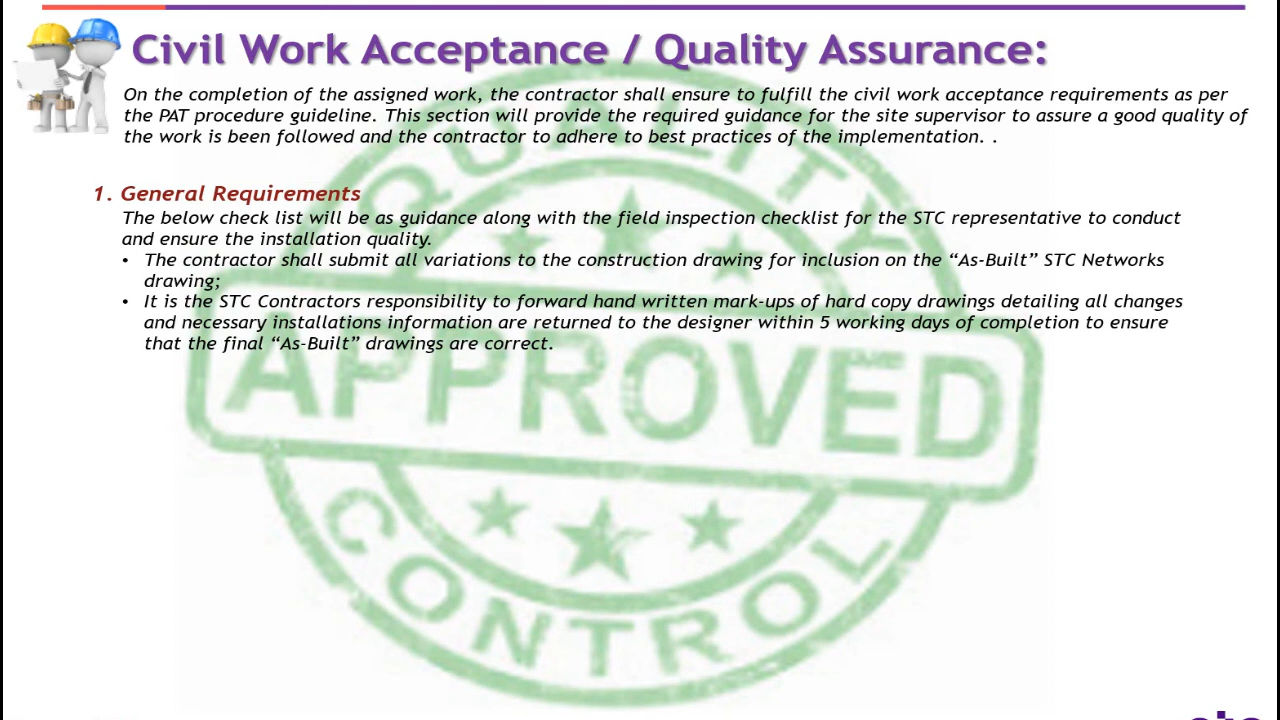 Civil Work Acceptance / Quality Assurance:
On the completion of the assigned work, the contractor shall ensure to fulfill the civil work acceptance requirements as per
the PAT procedure guideline. This section will provide the required guidance for the site supervisor to assure a good quality of
the work is been followed and the contractor to adhere to best practices of the implementation. .
1. General Requirements
The below check list will be as guidance along with the field inspection checklist for the STC representative to conduct
and ensure the installation quality.
• The contractor shall submit all variations to the construction drawing for inclusion on the “As-Built” STC Networks
drawing;
• It is the STC Contractors responsibility to forward hand written mark-ups of hard copy drawings detailing all changes
and necessary installations information are returned to the designer within 5 working days of completion to ensure
that the final “As-Built” drawings are correct.
QUALITY
APPROVED
CONTROL